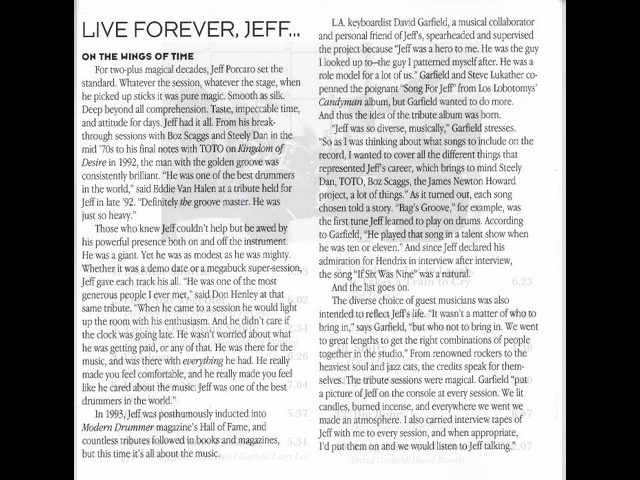 LIVE FOREVER, JEFF...
ON THE WINGS OF TIME
For two-plus magical decades, Jeff Porcaro set the
standard. Whatever the session, whatever the stage, when
he picked up sticks it was pure magic. Smooth as silk.
Deep beyond all comprehension. Taste, impeccable time,
and attitude for days. Jeff had it all. From his break-
through sessions with Boz Scaggs and Steely Dan in the
mid '70s to his final notes with TOTO on Kingdom of
Desire in 1992, the man with the golden groove was
consistently brilliant. "He was one of the best drummers
in the world," said Eddie Van Halen at a tribute held for
Jeff in late '92. "Definitely the groove master. He was
just so heavy."
Those who knew Jeff couldn't help but be awed by
his powerful presence both on and off the instrument.
He was a giant. Yet he was as modest as he was mighty.
Whether it was a demo date or a megabuck super-session,
Jeff gave each track his all. "He was one of the most
generous people I ever met," said Don Henley at that
same tribute. "When he came to a session he would light
up the room with his enthusiasm. And he didn't care if
the clock was going late. He wasn't worried about what
he was getting paid, or any of that. He was there for the
music, and was there with everything he had. He really
made you feel comfortable, and he really made you feel
like he cared about the music. Jeff was one of the best
drummers in the world."
In 1993, Jeff was posthumously inducted into
Modern Drummer magazine's Hall of Fame, and
countless tributes followed in books and magazines,
but this time it's all about the music.
L.A. keyboardist David Garfield, a musical collaborator
and personal friend of Jeff's, spearheaded and supervised
the project because "Jeff was a hero to me. He was the guy
I looked up to—the guy I patterned myself after. He was a
role model for a lot of us." Garfield and Steve Lukather co-
penned the poignant "Song For Jeff" from Los Lobotomys'
Candyman album, but Garfield wanted to do more.
And thus the idea of the tribute album was born.
"Jeff was so diverse, musically," Garfield stresses.
"So as I was thinking about what songs to include on the
record, I wanted to cover all the different things that
represented Jeff's career, which brings to mind Steely
Dan, TOTO, Boz Scaggs, the James Newton Howard
project, a lot of things." As it turned out, each song
chosen told a story. "Bag's Groove," for example, was
the first tune Jeff learned to play on drums. According
to Garfield, "He played that song in a talent show when
he was ten or eleven." And since Jeff declared his
admiration for Hendrix in interview after interview,
the song "If Six Was Nine" was a natural.
And the list goes on.
The diverse choice of guest musicians was also
intended to reflect Jeff's life. "It wasn't a matter of who to
bring in," says Garfield, "but who not to bring in. We went
to great lengths to get the right combinations of people
together in the studio." From renowned rockers to the
heaviest soul and jazz cats, the credits speak for them-
selves. The tribute sessions were magical. Garfield "put
a picture of Jeff on the console at every session. We lit
candles, burned incense, and everywhere we went we
made an atmosphere. I also carried interview tapes of
Jeff with me to every session, and when appropriate,
I'd put them on and we would listen to Jeff talking."